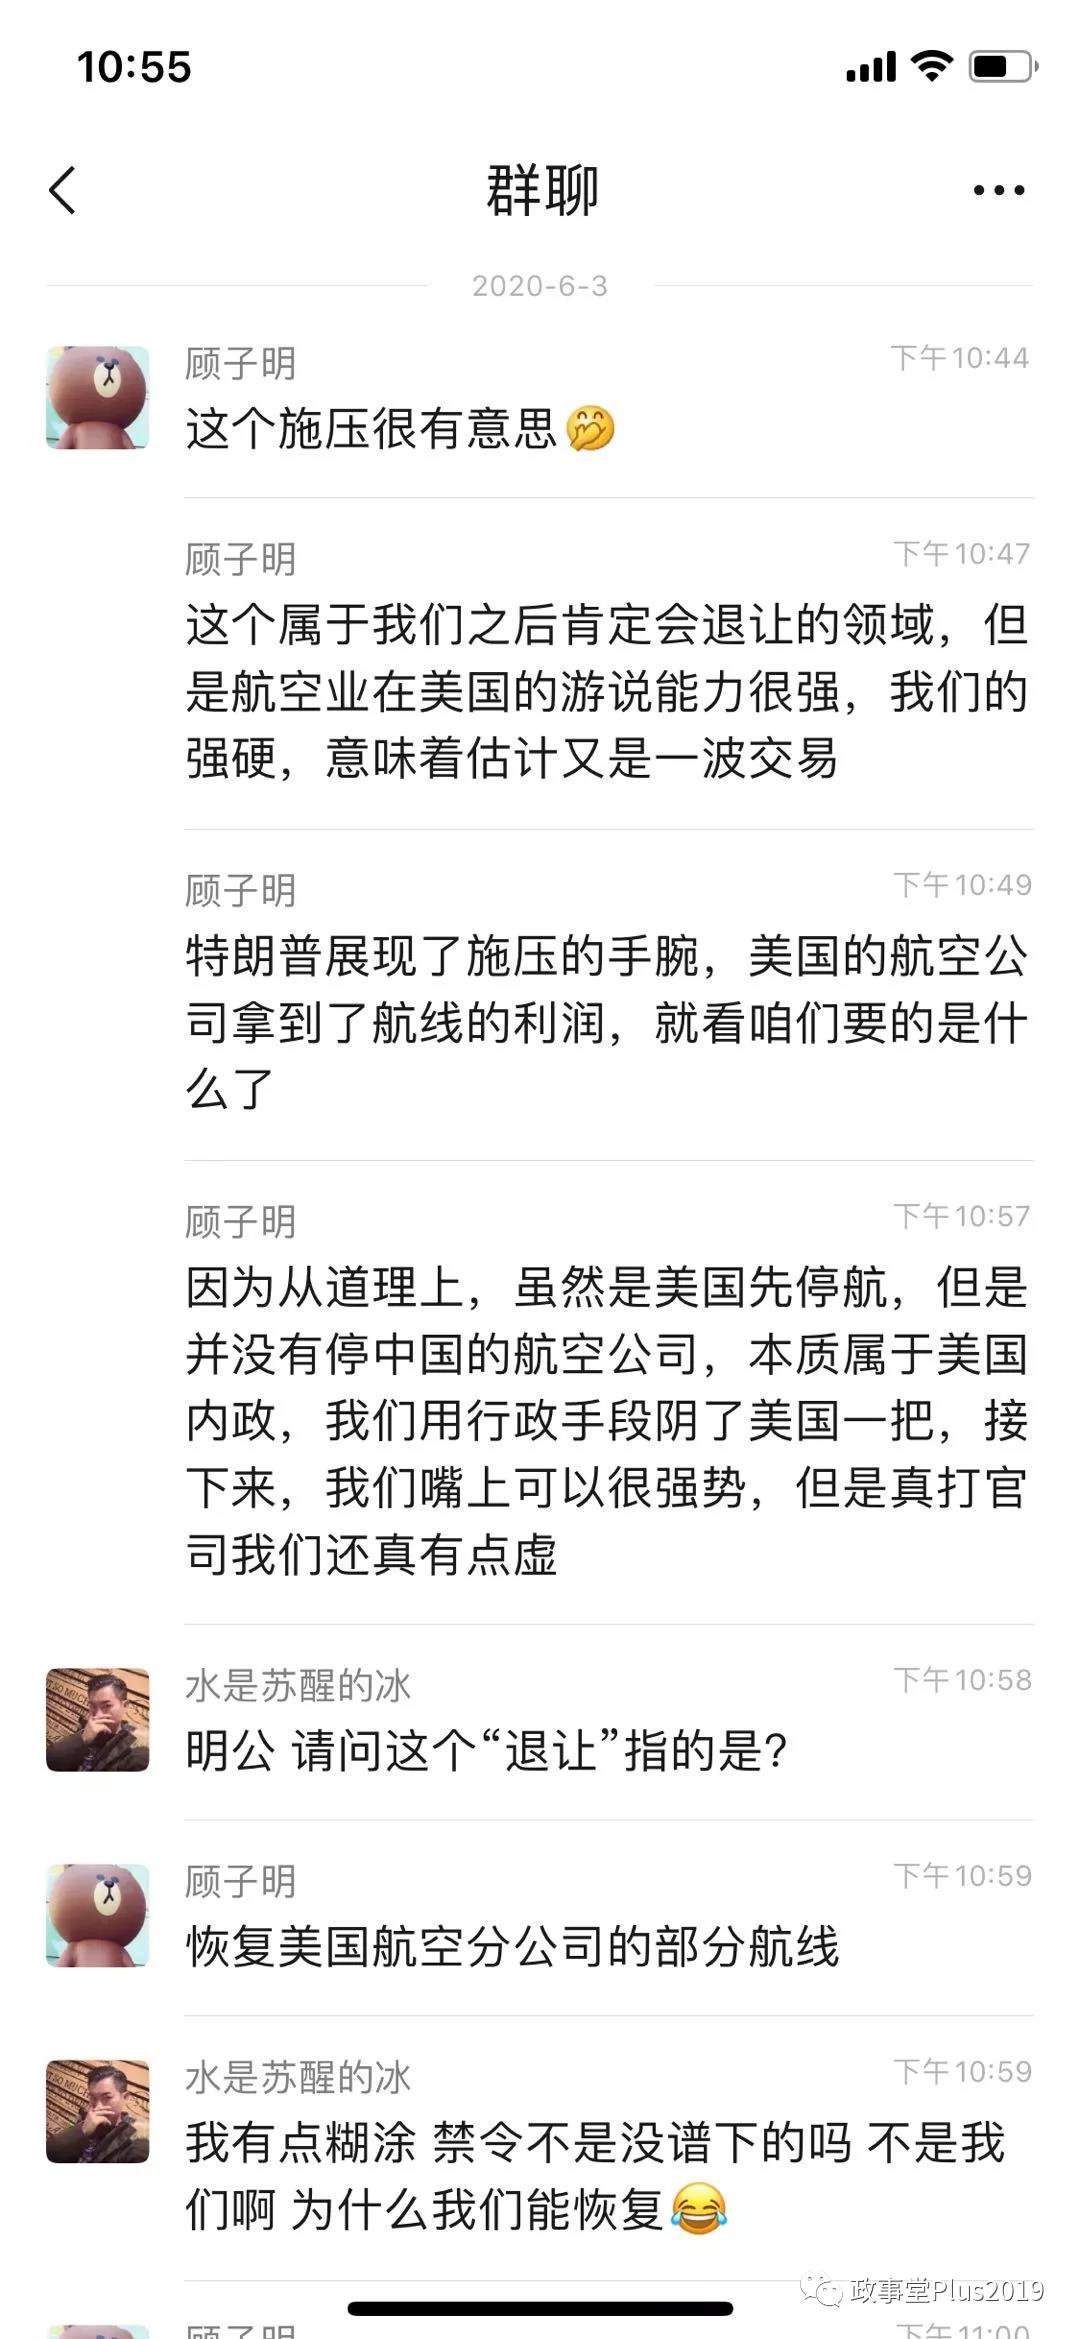 10:55
群聊
2020-6-3
顾子明
下午10:44
这个施压很有意思🤭
顾子明
下午10:47
这个属于我们之后肯定会退让的领域，但
是航空业在美国的游说能力很强，我们的
强硬，意味着估计又是一波交易
顾子明
下午10:49
特朗普展现了施压的手腕，美国的航空公
司拿到了航线的利润，就看咱们要的是什
么了
顾子明
下午10:57
因为从道理上，虽然是美国先停航，但是
并没有停中国的航空公司，本质属于美国
内政，我们用行政手段阴了美国一把，接
下来，我们嘴上可以很强势，但是真打官
司我们还真有点虚
水是苏醒的冰
下午10:58
明公 请问这个“退让”指的是?
顾子明
下午10:59
恢复美国航空分公司的部分航线
水是苏醒的冰
下午10:59
我有点糊涂 禁令不是没谱下的吗 不是我
们啊 为什么我们能恢复😂
政事堂Plus2019
顾子明
下午11:00